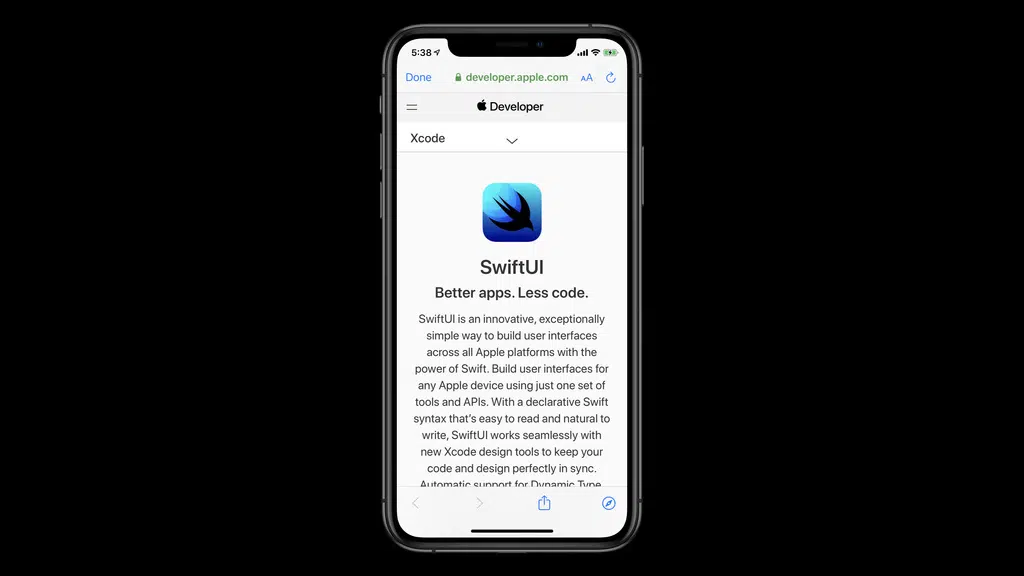 5:38
Done developer.apple.com AA
Developer
Xcode
SwiftUI
Better apps. Less code.
SwiftUI is an innovative, exceptionally
simple way to build user interfaces
across all Apple platforms with the
power of Swift. Build user interfaces for
any Apple device using just one set of
tools and APIs. With a declarative Swift
syntax that’s easy to read and natural to
write, SwiftUI works seamlessly with
new Xcode design tools to keep your
code and design perfectly in sync.
Automatic support for Dynamic Type,